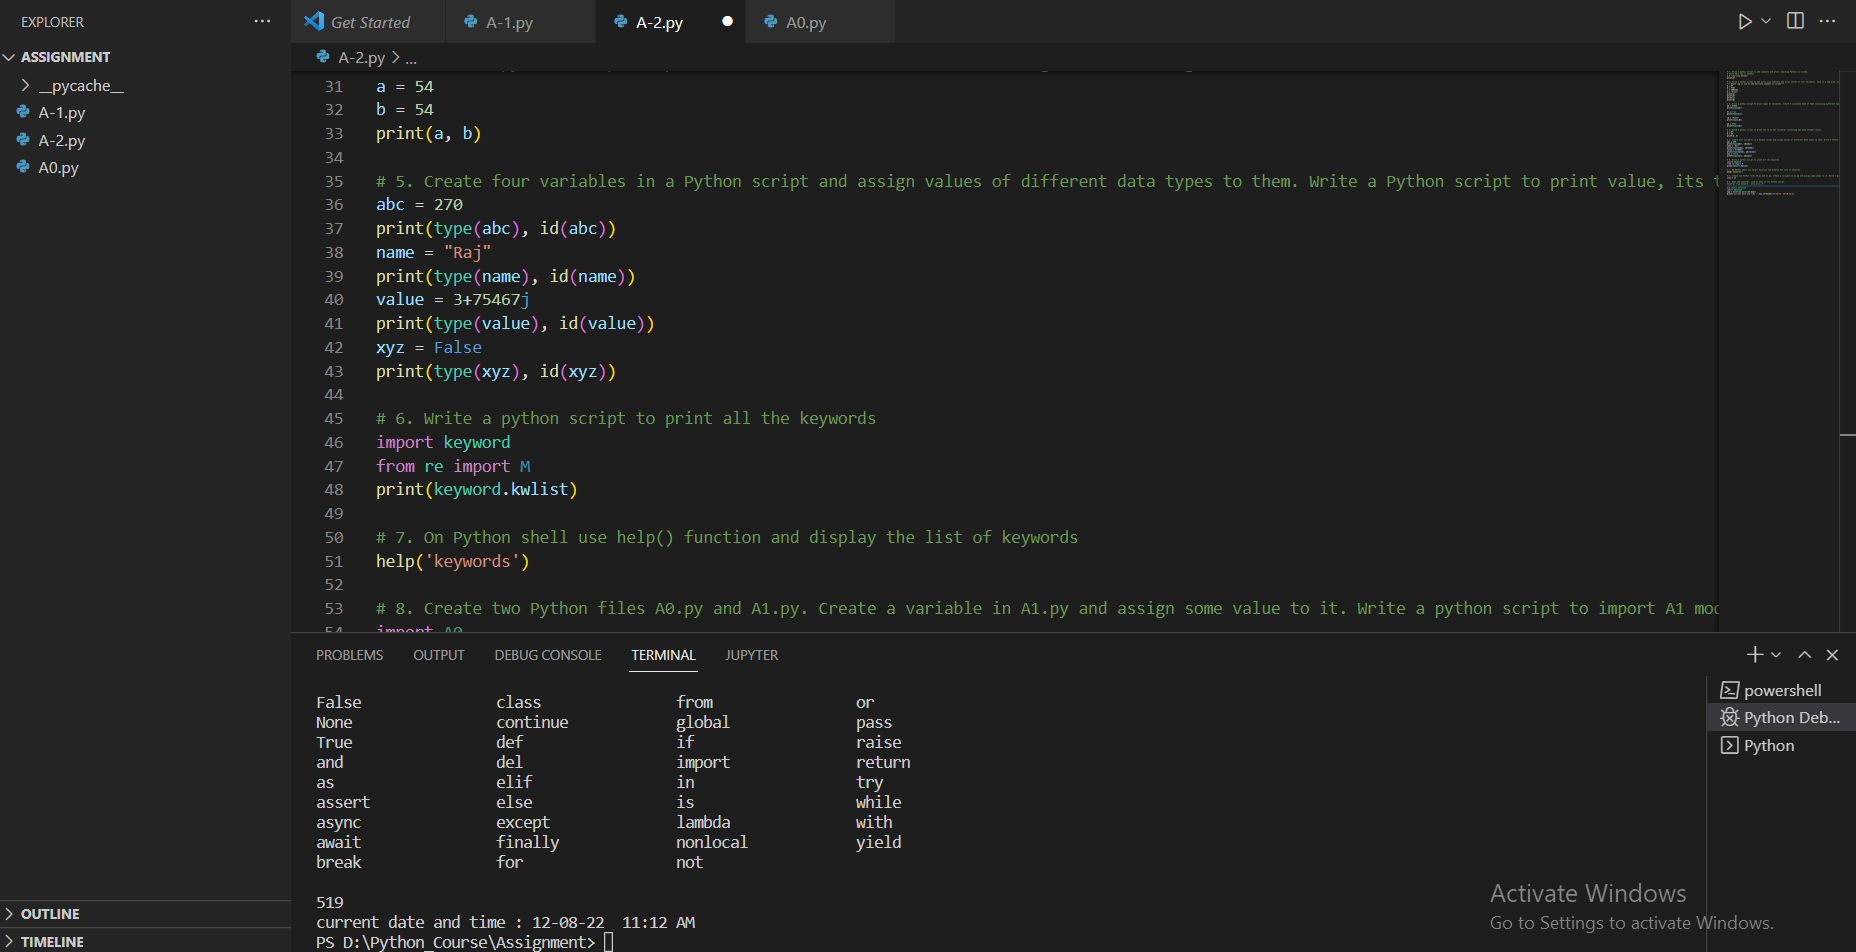 EXPLORER ...
ASSIGNMENT
__pycache__
A-1.py
A-2.py
A0.py
OUTLINE
TIMELINE
Get Started A-1.py A-2.py A0.py
A-2.py > ...
31 a = 54
32 b = 54
33 print(a, b)
34
35 # 5. Create four variables in a Python script and assign values of different data types to them. Write a Python script to print value, its t
36 abc = 270
37 print(type(abc), id(abc))
38 name = "Raj"
39 print(type(name), id(name))
40 value = 3+75467j
41 print(type(value), id(value))
42 xyz = False
43 print(type(xyz), id(xyz))
44
45 # 6. Write a python script to print all the keywords
46 import keyword
47 from re import M
48 print(keyword.kwlist)
49
50 # 7. On Python shell use help() function and display the list of keywords
51 help('keywords')
52
53 # 8. Create two Python files A0.py and A1.py. Create a variable in A1.py and assign some value to it. Write a python script to import A1 mod
54 import A0
PROBLEMS OUTPUT DEBUG CONSOLE TERMINAL JUPYTER
False class from or
None continue global pass
True def if raise
and del import return
as elif in try
assert else is while
async except lambda with
await finally nonlocal yield
break for not
519
current date and time : 12-08-22  11:12 AM
PS D:\Python_Course\Assignment>
powershell
Python Deb...
Python
Activate Windows
Go to Settings to activate Windows.